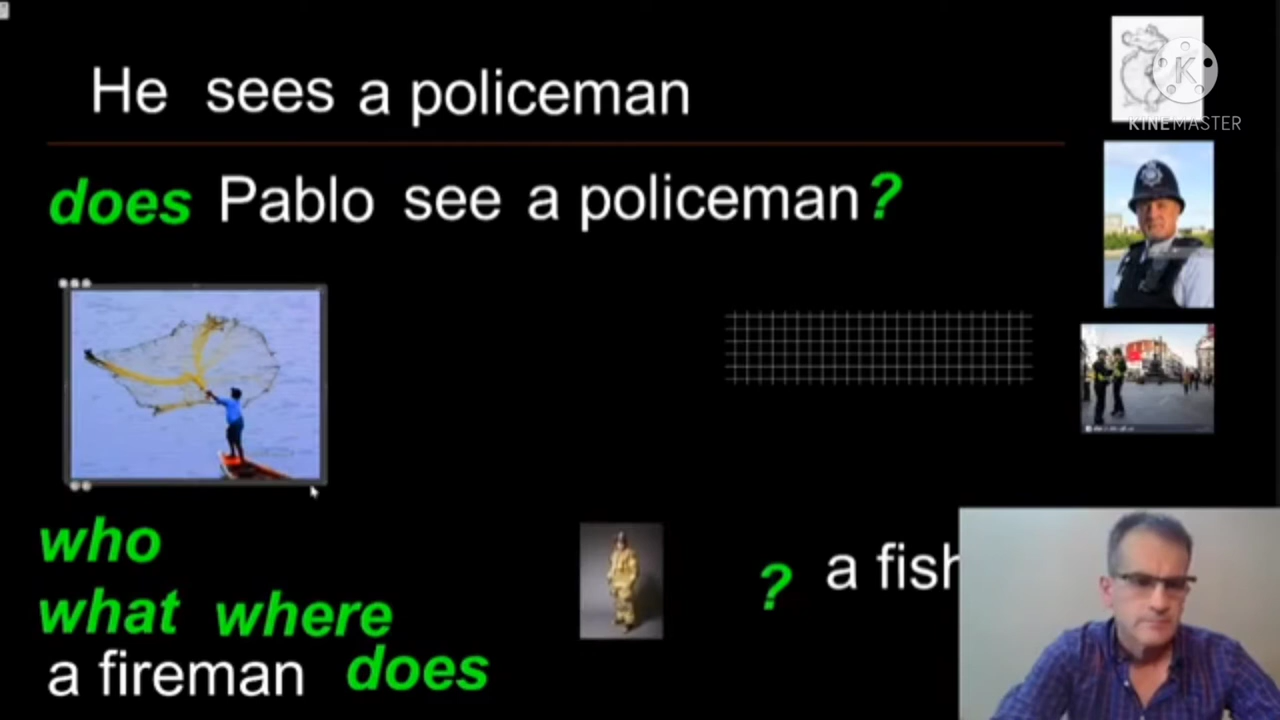 He sees a policeman
KINEMASTER
does Pablo see a policeman?
who
what where
a fireman does
? a fish